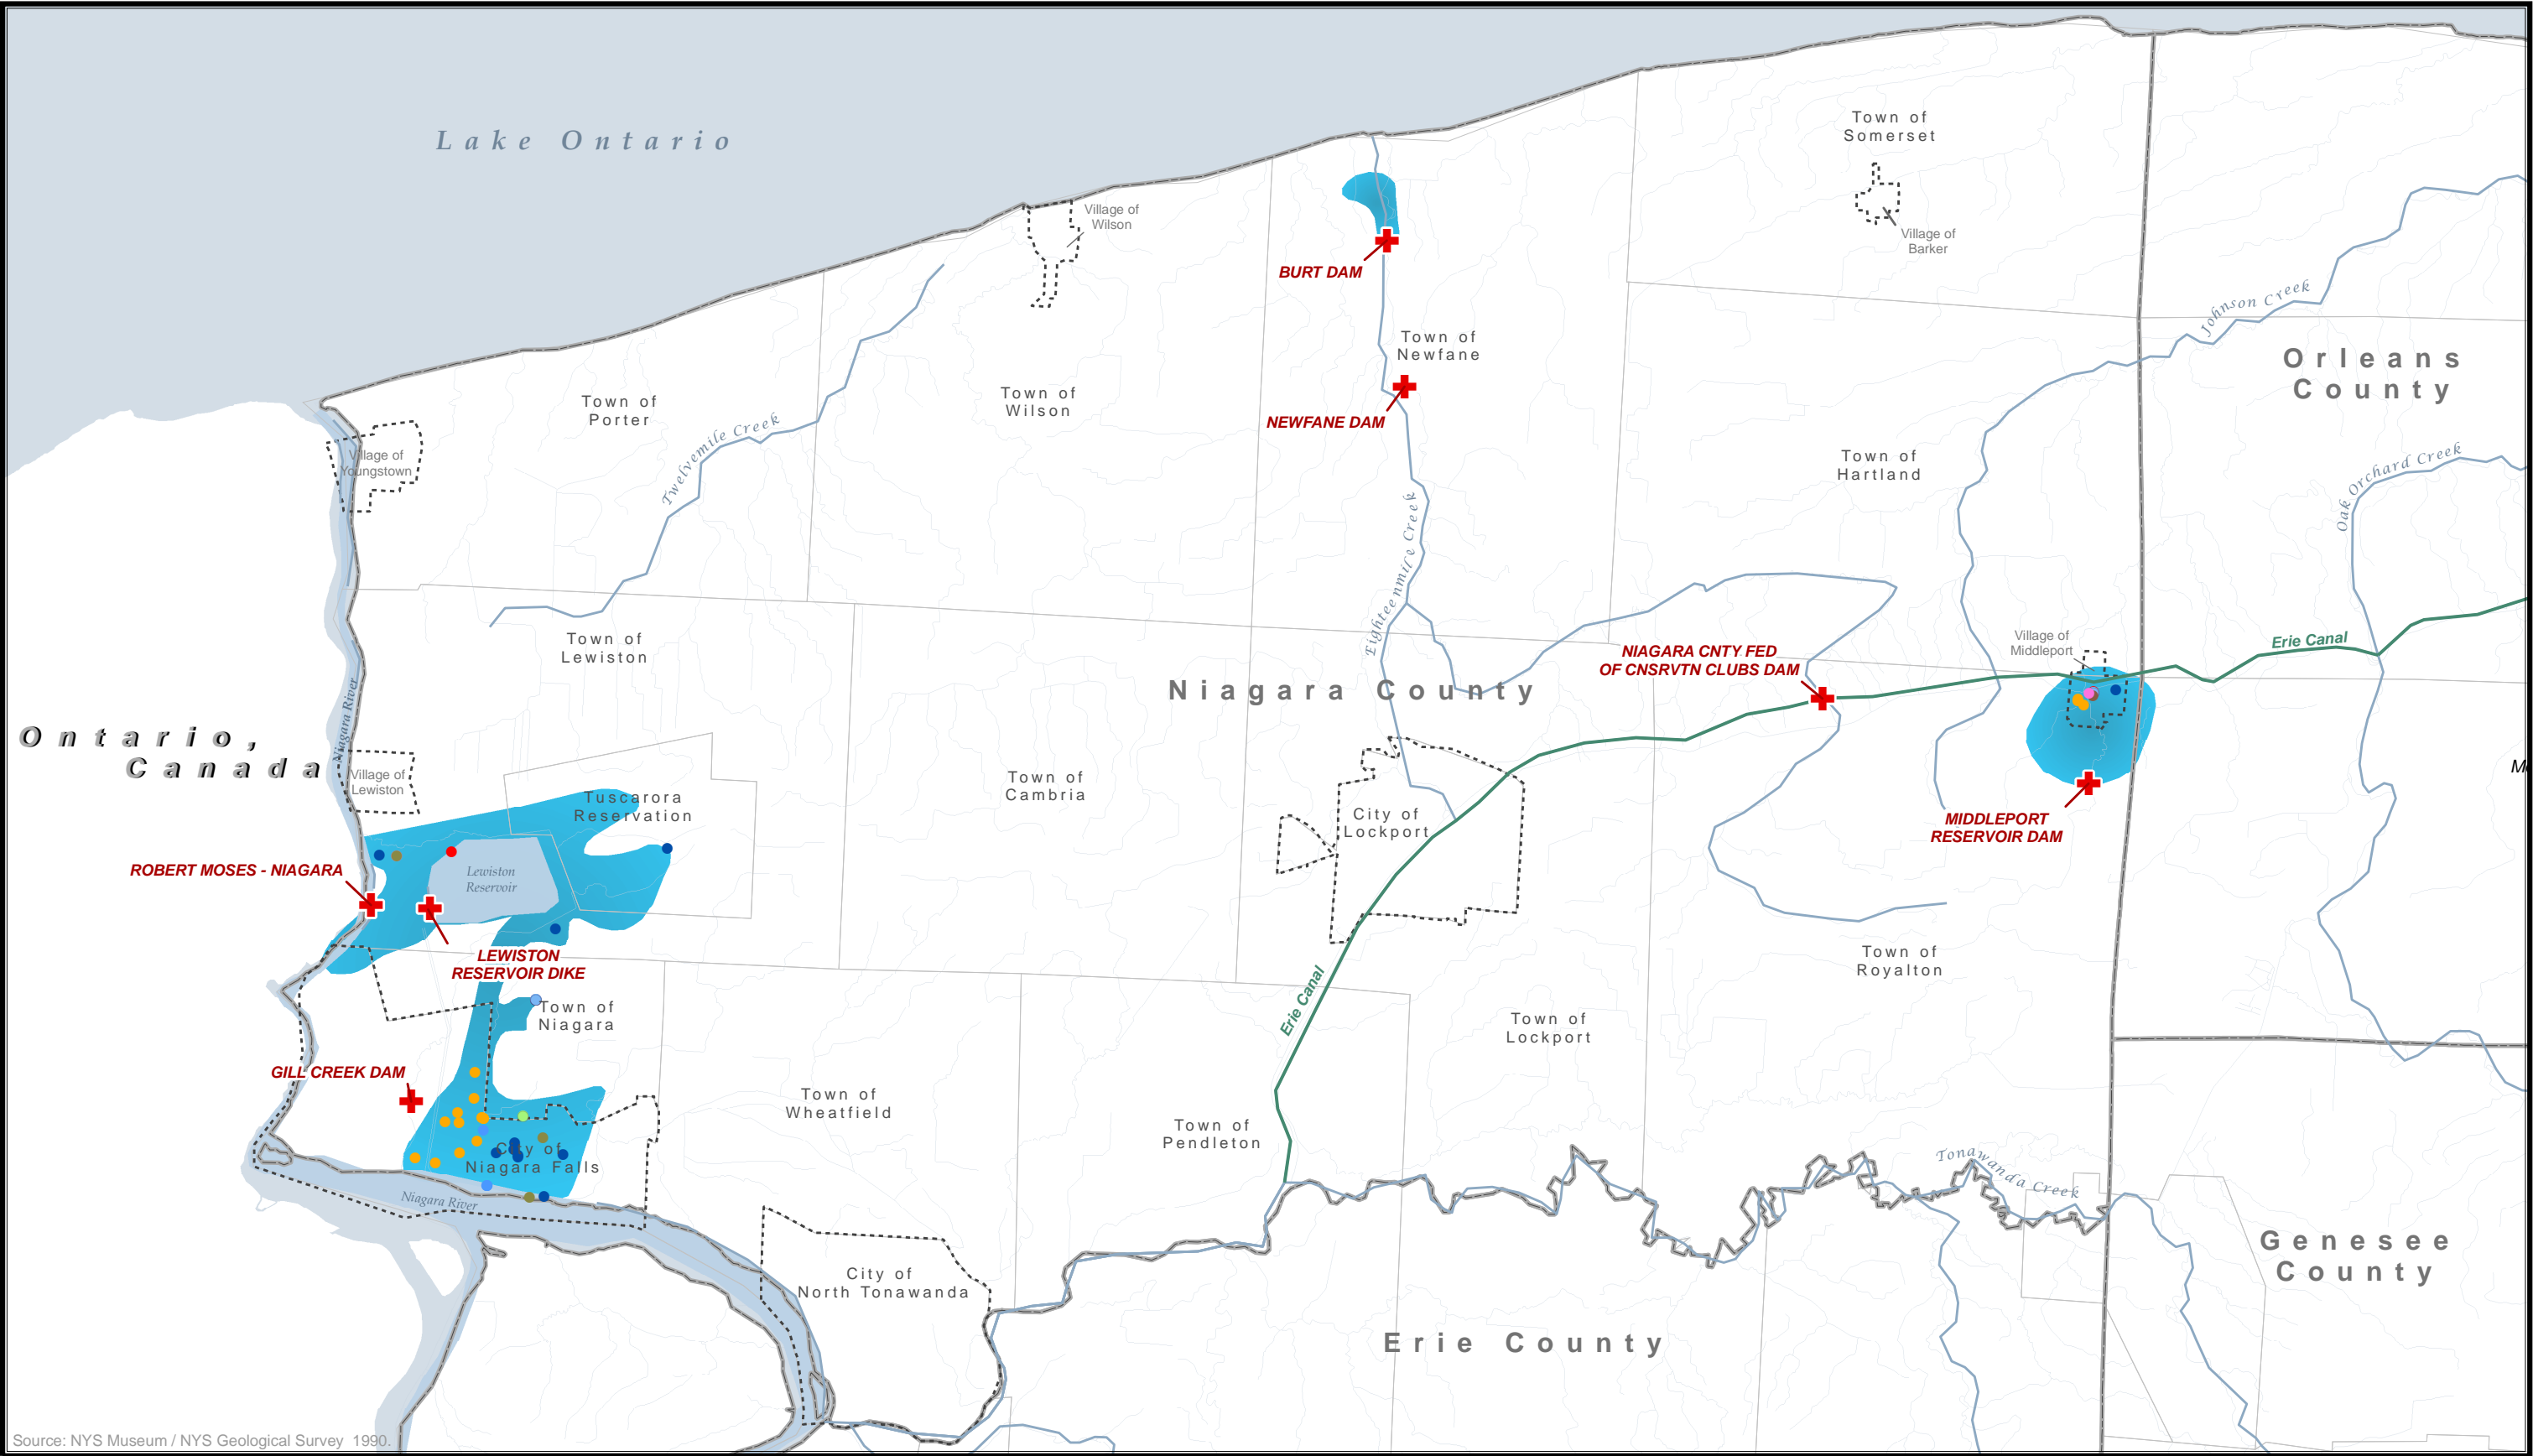 Lake Ontario
Town of
Somerset
Village of
Wilson
Village of
Barker
BURT DAM
Johnson Creek
Town of
Newfane
Orleans
County
Town of
Porter
Town of
Wilson
NEWFANE DAM
Twelvemile Creek
Village of
Youngstown
Town of
Hartland
Oak Orchard Creek
Eighteenmile Creek
Town of
Lewiston
Village of
Middleport
Erie Canal
NIAGARA CNTY FED
OF CNSRVTN CLUBS DAM
Niagara County
Niagara River
Ontario,
Canada
Village of
Lewiston
Town of
Cambria
Tuscarora
Reservation
City of
Lockport
MIDDLEPORT
RESERVOIR DAM
ROBERT MOSES - NIAGARA
Lewiston
Reservoir
LEWISTON
RESERVOIR DIKE
Town of
Royalton
Erie Canal
Town of
Niagara
Town of
Lockport
GILL CREEK DAM
Town of
Wheatfield
Town of
Pendleton
City of
Niagara Falls
Tonawanda Creek
Niagara River
Genesee
County
City of
North Tonawanda
Erie County
Source: NYS Museum / NYS Geological Survey 1990.